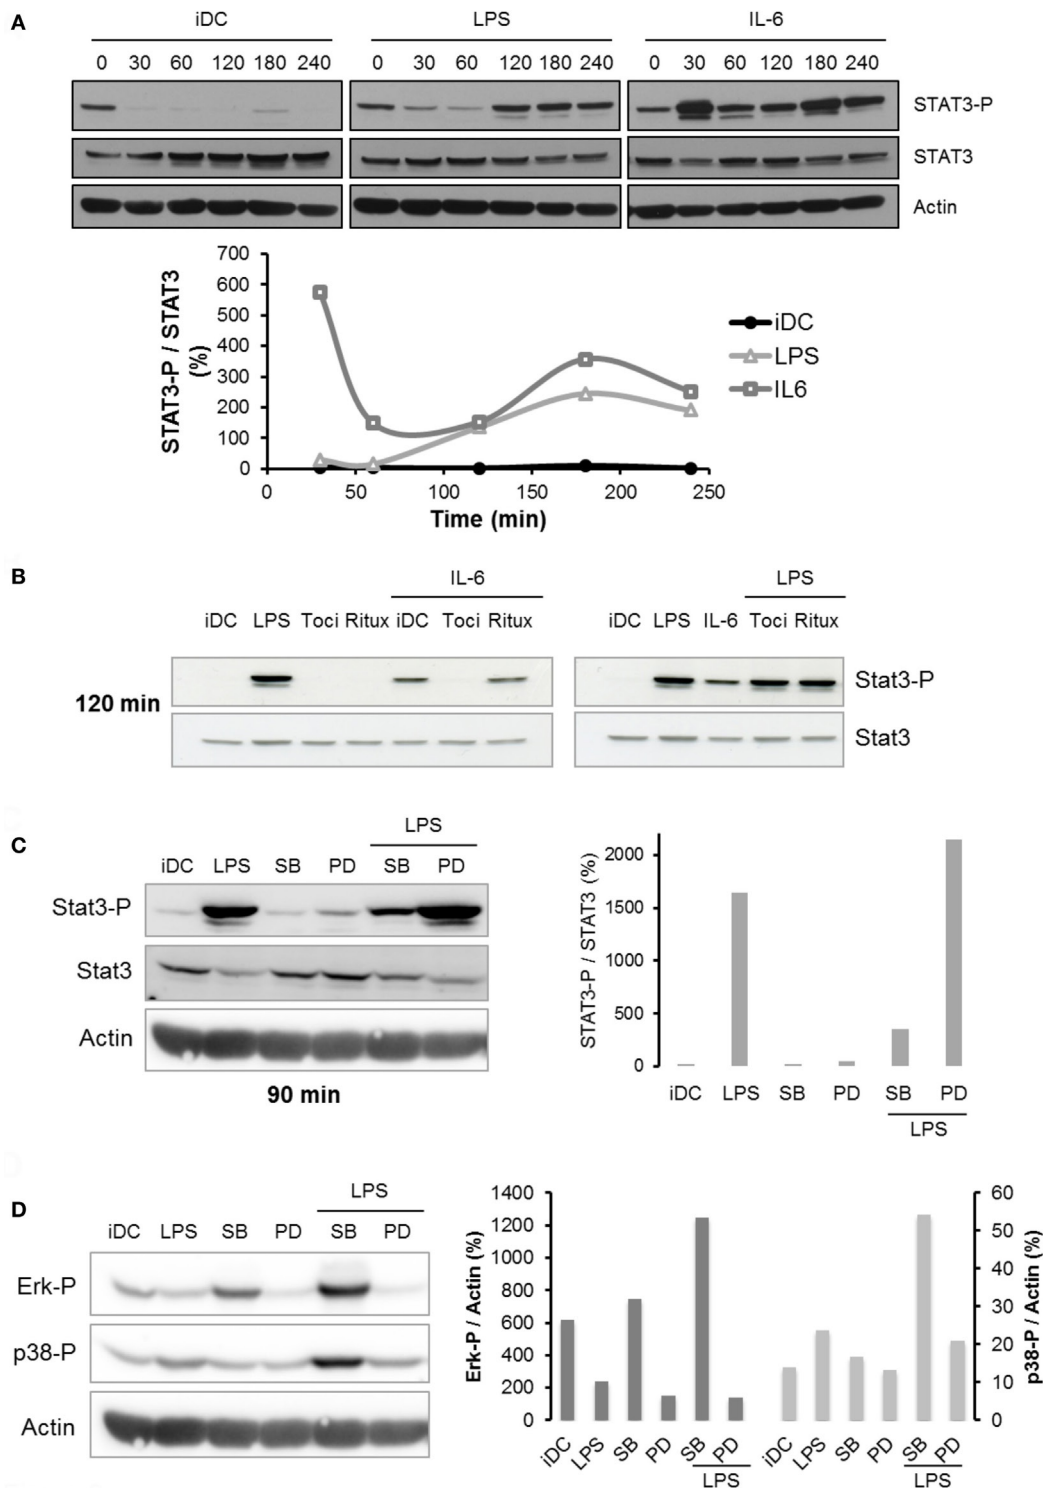 A
iDC
LPS
IL-6
0 30 60 120 180 240
0 30 60 120 180 240
0 30 60 120 180 240
STAT3-P
STAT3
Actin
STAT3-P / STAT3
(%)
700
600
500
400
300
200
100
0
0 50 100 150 200 250
Time (min)
iDC
LPS
IL6
B
IL-6
LPS
iDC LPS Toci Ritux iDC Toci Ritux
iDC LPS IL-6 Toci Ritux
120 min
Stat3-P
Stat3
C
LPS
iDC LPS SB PD SB PD
Stat3-P
Stat3
Actin
90 min
STAT3-P / STAT3 (%)
2000
1500
1000
500
0
iDC LPS SB PD SB PD
LPS
D
LPS
iDC LPS SB PD SB PD
Erk-P
p38-P
Actin
Erk-P / Actin (%)
1400
1200
1000
800
600
400
200
0
60
50
40
30
20
10
0
p38-P / Actin (%)
iDC LPS SB PD SB PD
LPS
iDC LPS SB PD SB PD
LPS